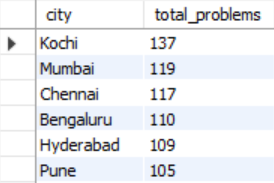 city total_problems
Kochi 137
Mumbai 119
Chennai 117
Bengaluru 110
Hyderabad 109
Pune 105